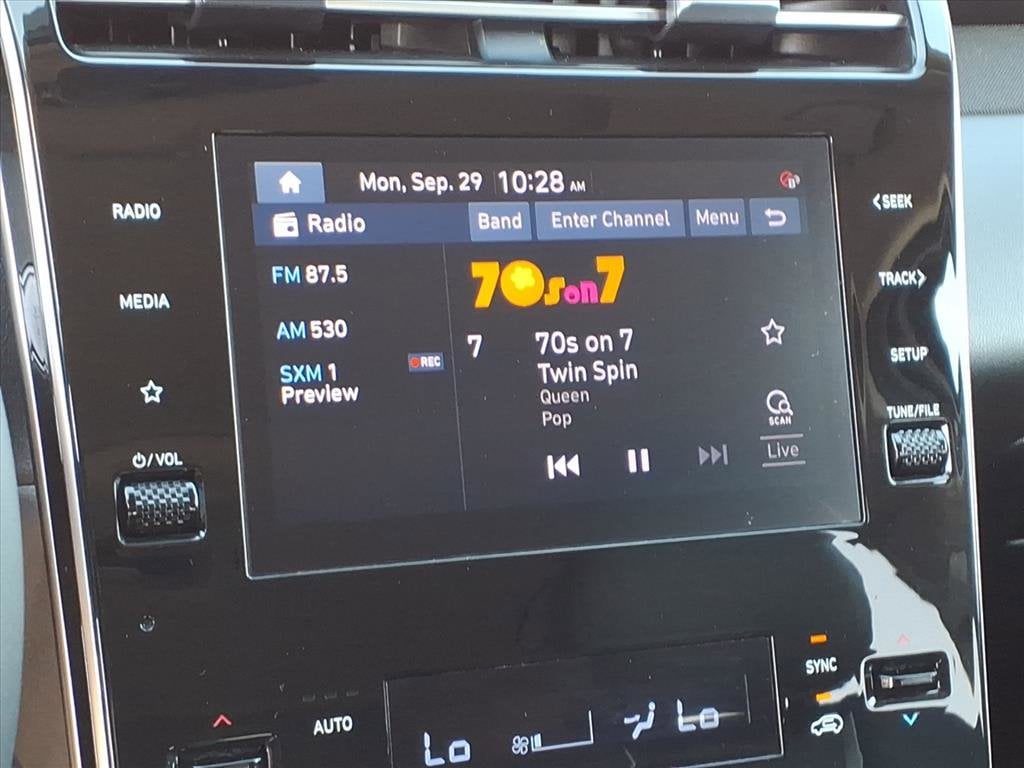 Mon, Sep. 29 10:28 AM
Radio Band Enter Channel Menu
FM 87.5
AM 530
SXM 1 REC
Preview
70s on 7
7 70s on 7
Twin Spin
Queen
Pop
SCAN
Live
RADIO
MEDIA
/VOL
< SEEK
TRACK >
SETUP
TUNE/FILE
AUTO
SYNC
Lo Lo